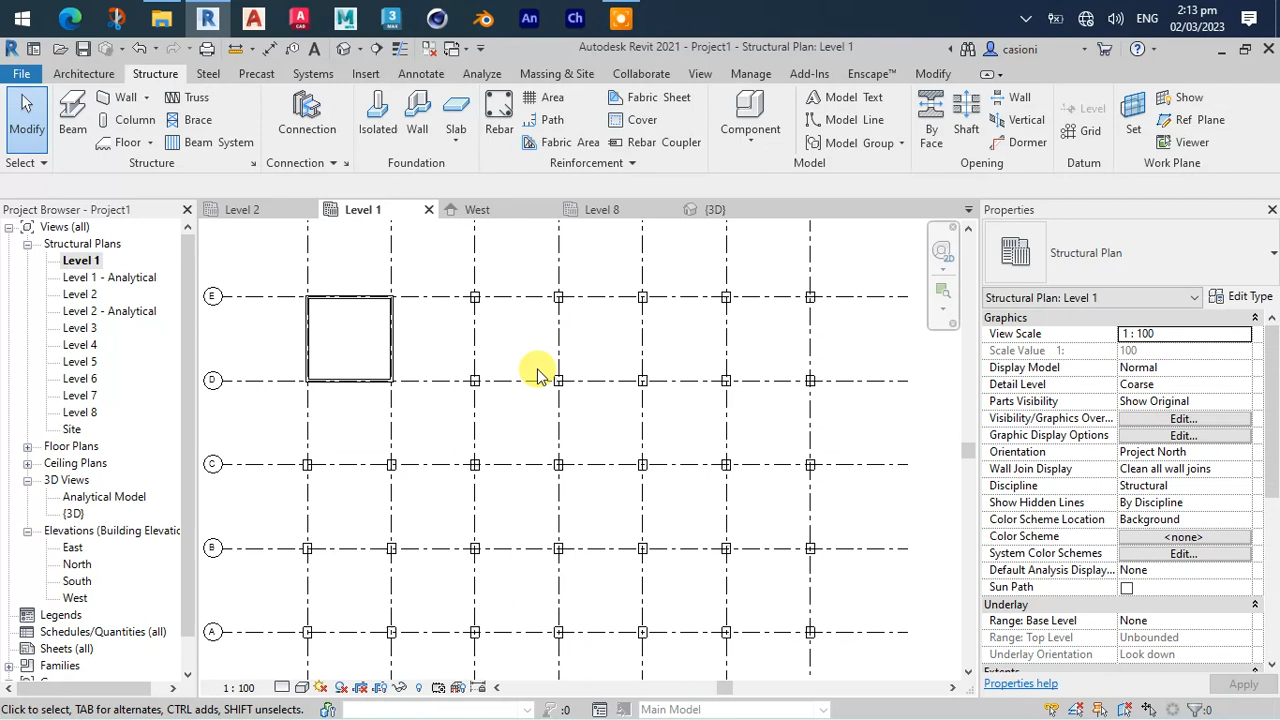 2:13 PM
ENG
02/03/2023
Autodesk Revit 2021 - Project1 - Structural Plan: Level 1
casioni
File
Architecture
Structure
Steel
Precast
Systems
Insert
Annotate
Analyze
Massing & Site
Collaborate
View
Manage
Add-Ins
Enscape™
Modify
Modify
Beam
Wall
Column
Floor
Truss
Brace
Beam System
Connection
Isolated
Wall
Slab
Rebar
Area
Path
Fabric Area
Fabric Sheet
Cover
Rebar Coupler
Component
Model Text
Model Line
Model Group
By Face
Shaft
Wall
Vertical
Dormer
Level
Grid
Set
Show
Ref Plane
Viewer
Select
Structure
Connection
Foundation
Reinforcement
Model
Opening
Datum
Work Plane
Project Browser - Project1
Level 2
Level 1
West
Level 8
{3D}
Properties
Views (all)
Structural Plans
Level 1
Level 1 - Analytical
Level 2
Level 2 - Analytical
Level 3
Level 4
Level 5
Level 6
Level 7
Level 8
Site
Floor Plans
Ceiling Plans
3D Views
Analytical Model
{3D}
Elevations (Building Elevatio
East
North
South
West
Legends
Schedules/Quantities (all)
Sheets (all)
Families
E
D
C
B
A
2D
Structural Plan
Structural Plan: Level 1
Edit Type
Graphics
View Scale 1 : 100
Scale Value 1: 100
Display Model Normal
Detail Level Coarse
Parts Visibility Show Original
Visibility/Graphics Over... Edit...
Graphic Display Options Edit...
Orientation Project North
Wall Join Display Clean all wall joins
Discipline Structural
Show Hidden Lines By Discipline
Color Scheme Location Background
Color Scheme <none>
System Color Schemes Edit...
Default Analysis Display... None
Sun Path
Underlay
Range: Base Level None
Range: Top Level Unbounded
Underlay Orientation Look down
Properties help
Apply
1 : 100
Click to select, TAB for alternates, CTRL adds, SHIFT unselects.
:0
Main Model
:0